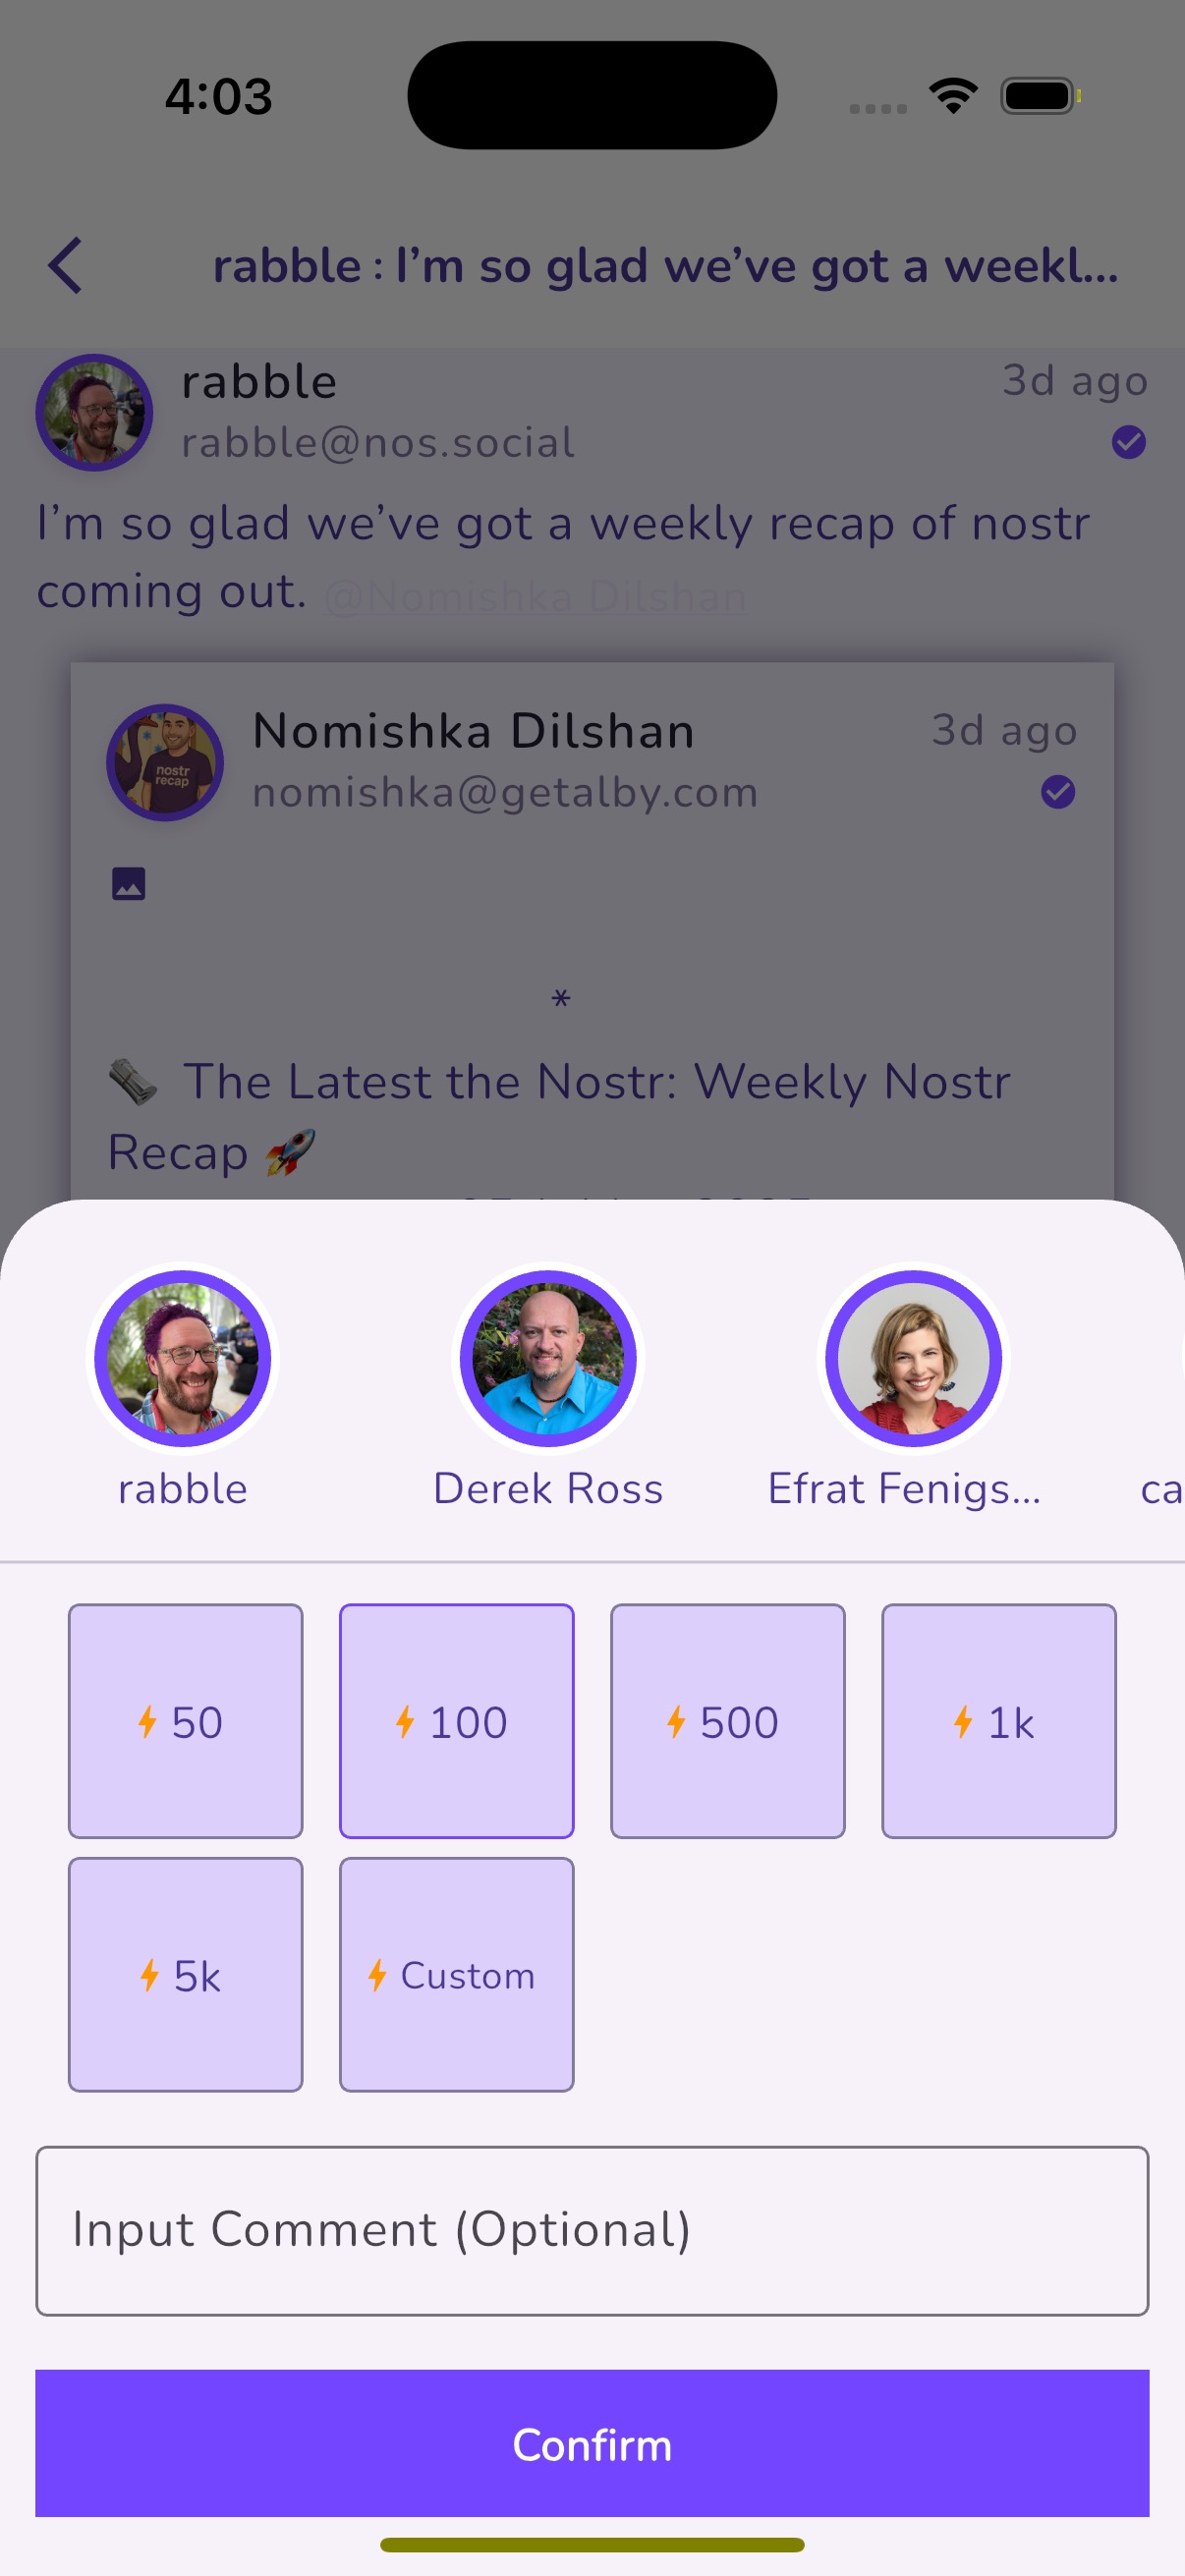 4:03
rabble : I’m so glad we’ve got a weekl...
rabble
3d ago
rabble@nos.social
I’m so glad we’ve got a weekly recap of nostr
coming out. @Nomishka Dilshan
Nomishka Dilshan
3d ago
nomishka@getalby.com
nostr
recap
*
🗞️ The Latest the Nostr: Weekly Nostr
Recap 🚀
rabble
Derek Ross
Efrat Fenigs...
ca
⚡50
⚡100
⚡500
⚡1k
⚡5k
⚡Custom
Input Comment (Optional)
Confirm